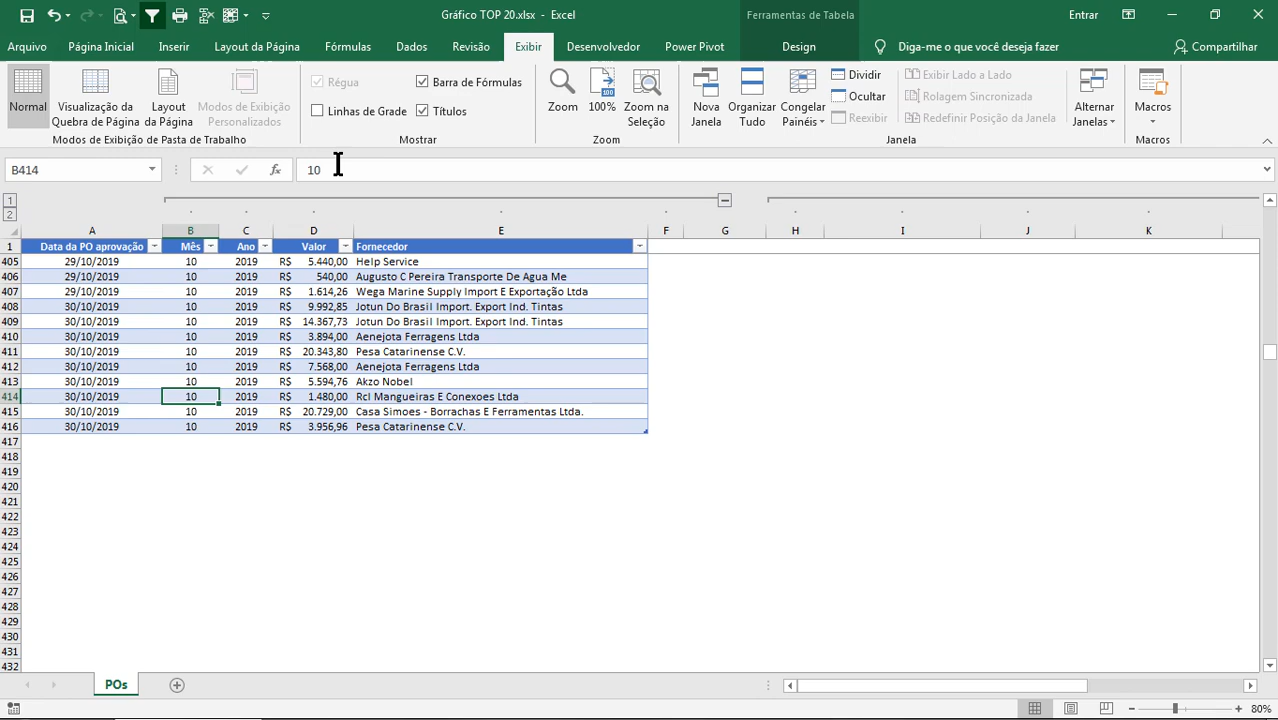 Gráfico TOP 20.xlsx - Excel
Ferramentas de Tabela
Entrar
Arquivo Página Inicial Inserir Layout da Página Fórmulas Dados Revisão Exibir Desenvolvedor Power Pivot Design Diga-me o que você deseja fazer Compartilhar
Normal
Visualização da Quebra de Página
Layout da Página
Modos de Exibição Personalizados
Modos de Exibição de Pasta de Trabalho
Régua
Barra de Fórmulas
Linhas de Grade
Títulos
Mostrar
Zoom
100%
Zoom na Seleção
Zoom
Nova Janela
Organizar Tudo
Congelar Painéis
Dividir
Ocultar
Reexibir
Exibir Lado a Lado
Rolagem Sincronizada
Redefinir Posição da Janela
Janela
Alternar Janelas
Macros
Macros
B414 fx 10
1
2
A B C D E F G H I J K
1 Data da PO aprovação Mês Ano Valor Fornecedor
405 29/10/2019 10 2019 R$ 5.440,00 Help Service
406 29/10/2019 10 2019 R$ 540,00 Augusto C Pereira Transporte De Agua Me
407 29/10/2019 10 2019 R$ 1.614,26 Wega Marine Supply Import E Exportação Ltda
408 30/10/2019 10 2019 R$ 9.992,85 Jotun Do Brasil Import. Export Ind. Tintas
409 30/10/2019 10 2019 R$ 14.367,73 Jotun Do Brasil Import. Export Ind. Tintas
410 30/10/2019 10 2019 R$ 3.894,00 Aenejota Ferragens Ltda
411 30/10/2019 10 2019 R$ 20.343,80 Pesa Catarinense C.V.
412 30/10/2019 10 2019 R$ 7.568,00 Aenejota Ferragens Ltda
413 30/10/2019 10 2019 R$ 5.594,76 Akzo Nobel
414 30/10/2019 10 2019 R$ 1.480,00 Rcl Mangueiras E Conexoes Ltda
415 30/10/2019 10 2019 R$ 20.729,00 Casa Simoes - Borrachas E Ferramentas Ltda.
416 30/10/2019 10 2019 R$ 3.956,96 Pesa Catarinense C.V.
417
418
419
420
421
422
423
424
425
426
427
428
429
430
431
432
POs
80%